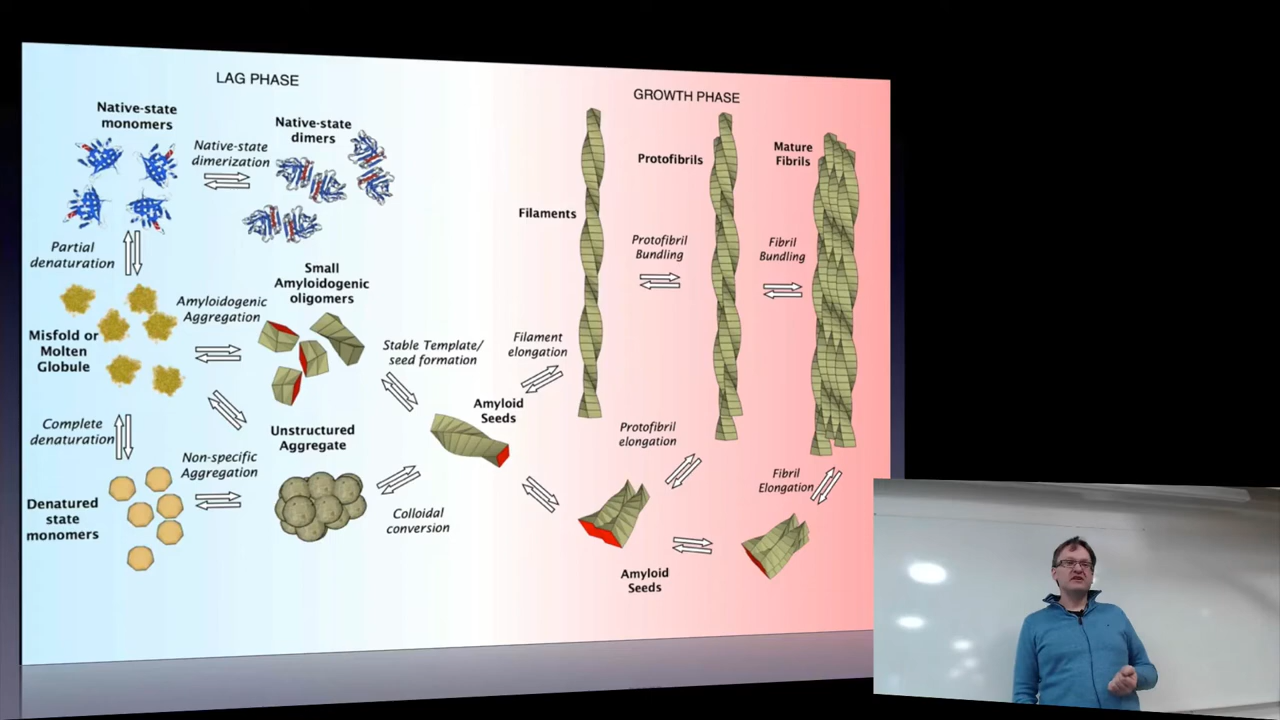 LAG PHASE
GROWTH PHASE
Native-state
monomers
Native-state
dimerization
Native-state
dimers
Partial
denaturation
Small
Amyloidogenic
oligomers
Amyloidogenic
Aggregation
Misfold or
Molten
Globule
Stable Template/
seed formation
Complete
denaturation
Non-specific
Aggregation
Unstructured
Aggregate
Denatured
state
monomers
Colloidal
conversion
Amyloid
Seeds
Filament
elongation
Filaments
Protofibrils
Protofibril
Bundling
Mature
Fibrils
Fibril
Bundling
Protofibril
elongation
Fibril
Elongation
Amyloid
Seeds